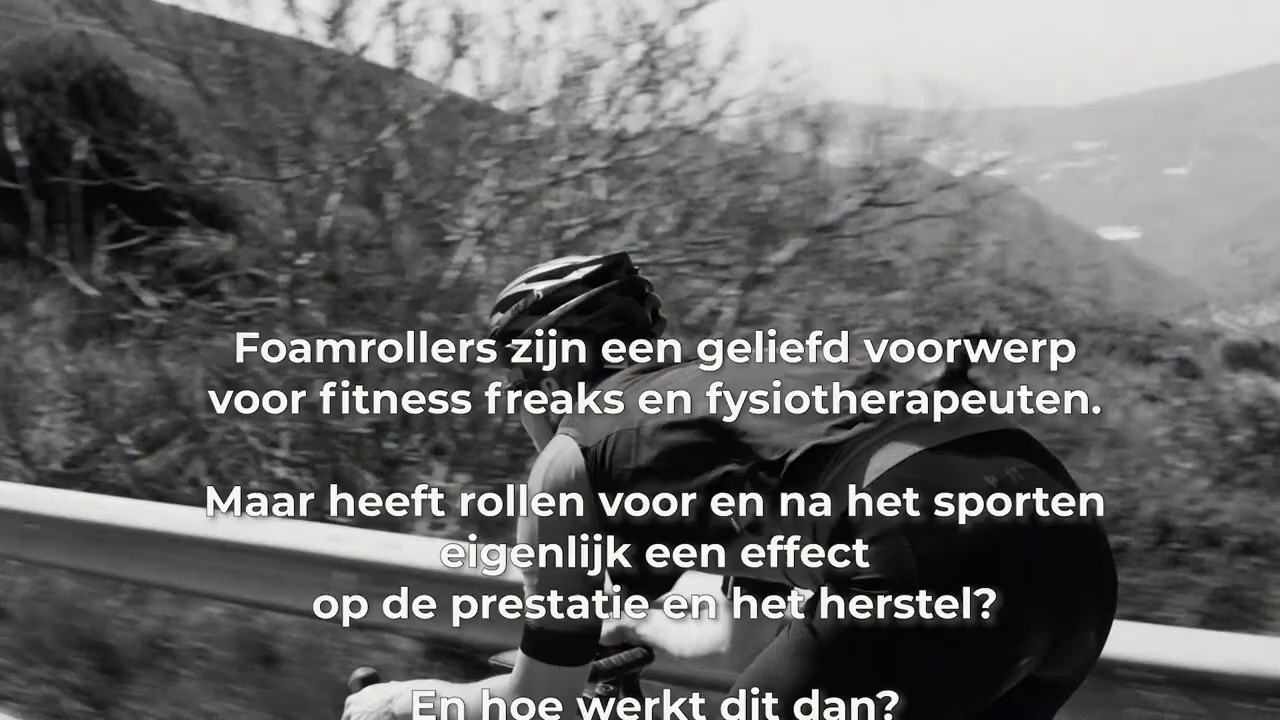 Foamrollers zijn een geliefd voorwerp
voor fitness freaks en fysiotherapeuten.
Maar heeft rollen voor en na het sporten
eigenlijk een effect
op de prestatie en het herstel?
En hoe werkt dit dan?